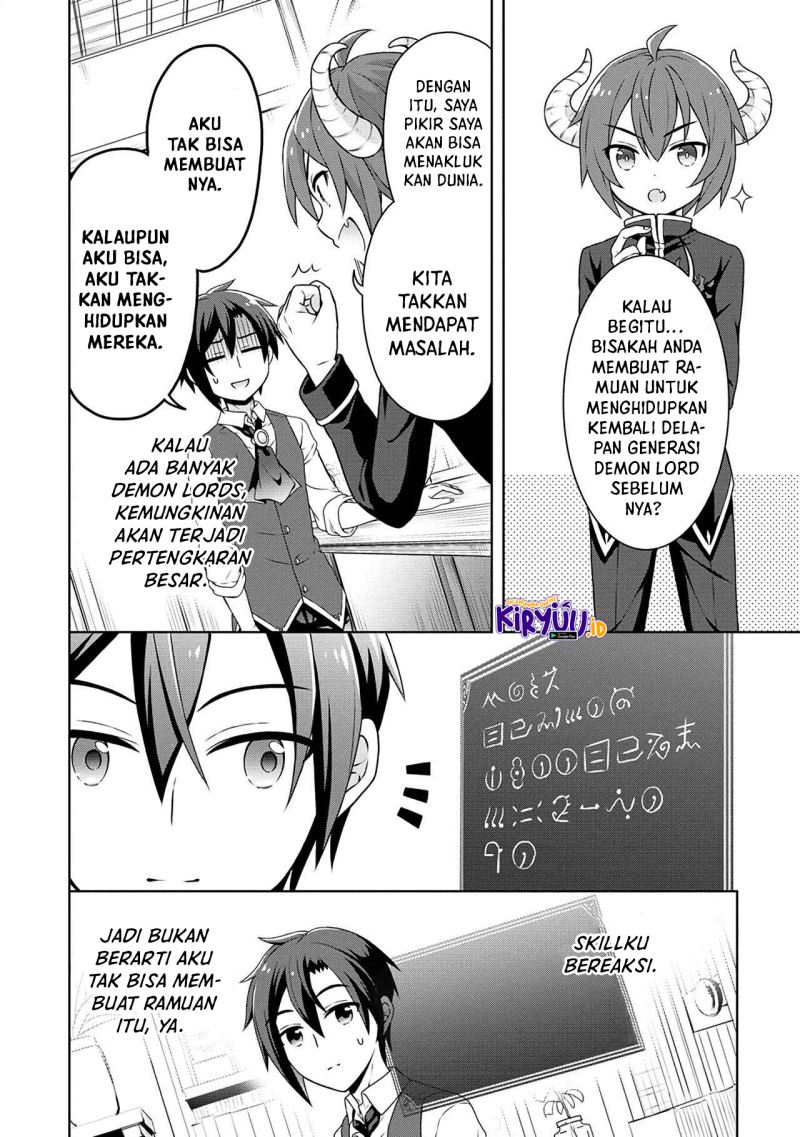 KALAU
BEGITU...
BISAKAH ANDA
MEMBUAT RA-
MUAN UNTUK
MENGHIDUPKAN
KEMBALI DELA-
PAN GENERASI
DEMON LORD
SEBELUM
NYA?
DENGAN
ITU, SAYA
PIKIR SAYA
AKAN BISA
MENAKLUK
KAN DUNIA.
KITA
TAKKAN
MENDAPAT
MASALAH.
AKU
TAK BISA
MEMBUAT
NYA.
KALAUPUN
AKU BISA,
AKU TAK-
KAN MENG-
HIDUPKAN
MEREKA.
KALAU
ADA BANYAK
DEMON LORDS,
KEMUNGKINAN
AKAN TERJADI
PERTENGKARAN
BESAR.
KIRYUU.ID
SKILLKU
BEREAKSI.
JADI BUKAN
BERARTI AKU
TAK BISA MEM-
BUAT RAMUAN
ITU, YA.